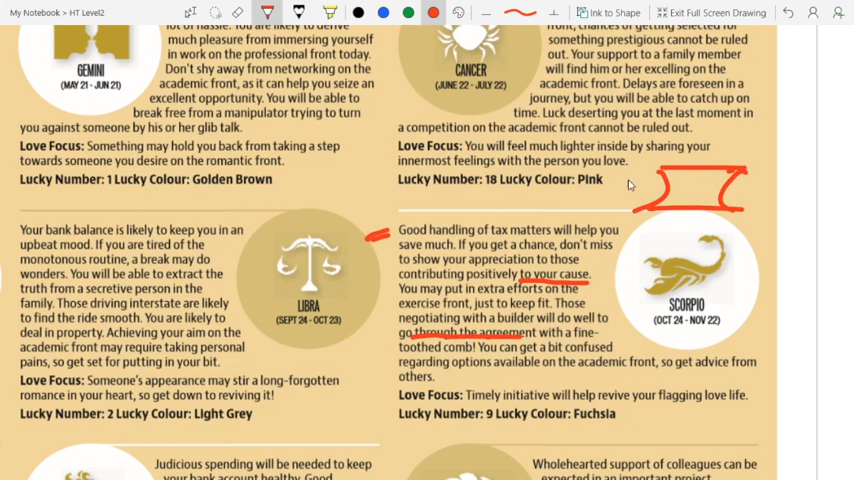 My Notebook > HT Level2
Ink to Shape
Exit Full Screen Drawing
lot of hassle. You are likely to derive
much pleasure from immersing yourself
in work on the professional front today.
Don't shy away from networking on the
academic front, as it can help you seize an
excellent opportunity. You will be able to
break free from a manipulator trying to turn
you against someone by his or her glib talk.
GEMINI
(MAY 21 - JUN 21)
Love Focus: Something may hold you back from taking a step
towards someone you desire on the romantic front.
Lucky Number: 1 Lucky Colour: Golden Brown
front, chances of getting selected for
something prestigious cannot be ruled
out. Your support to a family member
will find him or her excelling on the
academic front. Delays are foreseen in a
journey, but you will be able to catch up on
time. Luck deserting you at the last moment in
a competition on the academic front cannot be ruled out.
CANCER
(JUNE 22 - JULY 22)
Love Focus: You will feel much lighter inside by sharing your
innermost feelings with the person you love.
Lucky Number: 18 Lucky Colour: Pink
Your bank balance is likely to keep you in an
upbeat mood. If you are tired of the
monotonous routine, a break may do
wonders. You will be able to extract the
truth from a secretive person in the
family. Those driving interstate are likely
to find the ride smooth. You are likely to
deal in property. Achieving your aim on the
academic front may require taking personal
pains, so get set for putting in your bit.
LIBRA
(SEPT 24 - OCT 23)
Love Focus: Someone's appearance may stir a long-forgotten
romance in your heart, so get down to reviving it!
Lucky Number: 2 Lucky Colour: Light Grey
Good handling of tax matters will help you
save much. If you get a chance, don't miss
to show your appreciation to those
contributing positively to your cause.
You may put in extra efforts on the
exercise front, just to keep fit. Those
negotiating with a builder will do well to
go through the agreement with a fine-
toothed comb! You can get a bit confused
regarding options available on the academic front, so get advice from
others.
SCORPIO
(OCT 24 - NOV 22)
Love Focus: Timely initiative will help revive your flagging love life.
Lucky Number: 9 Lucky Colour: Fuchsia
Judicious spending will be needed to keep
your bank account healthy. Good
Wholehearted support of colleagues can be
expected in an important project.